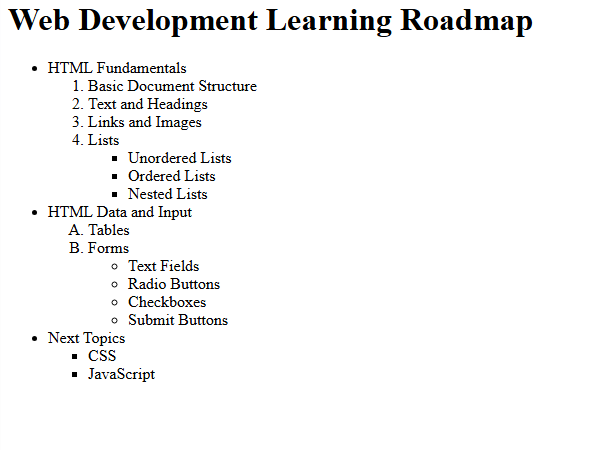 Web Development Learning Roadmap
• HTML Fundamentals
1. Basic Document Structure
2. Text and Headings
3. Links and Images
4. Lists
▪ Unordered Lists
▪ Ordered Lists
▪ Nested Lists
• HTML Data and Input
A. Tables
B. Forms
◦ Text Fields
◦ Radio Buttons
◦ Checkboxes
◦ Submit Buttons
• Next Topics
▪ CSS
▪ JavaScript